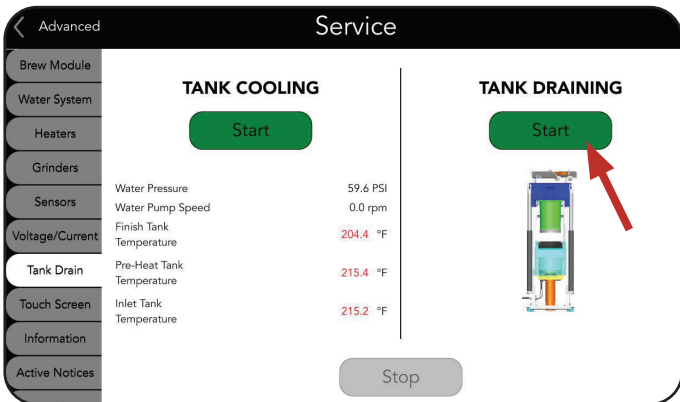 Advanced
Service
Brew Module
Water System
Heaters
Grinders
Sensors
Voltage/Current
Tank Drain
Touch Screen
Information
Active Notices
TANK COOLING
Start
Water Pressure 59.6 PSI
Water Pump Speed 0.0 rpm
Finish Tank
Temperature 204.4 °F
Pre-Heat Tank
Temperature 215.4 °F
Inlet Tank
Temperature 215.2 °F
TANK DRAINING
Start
Stop